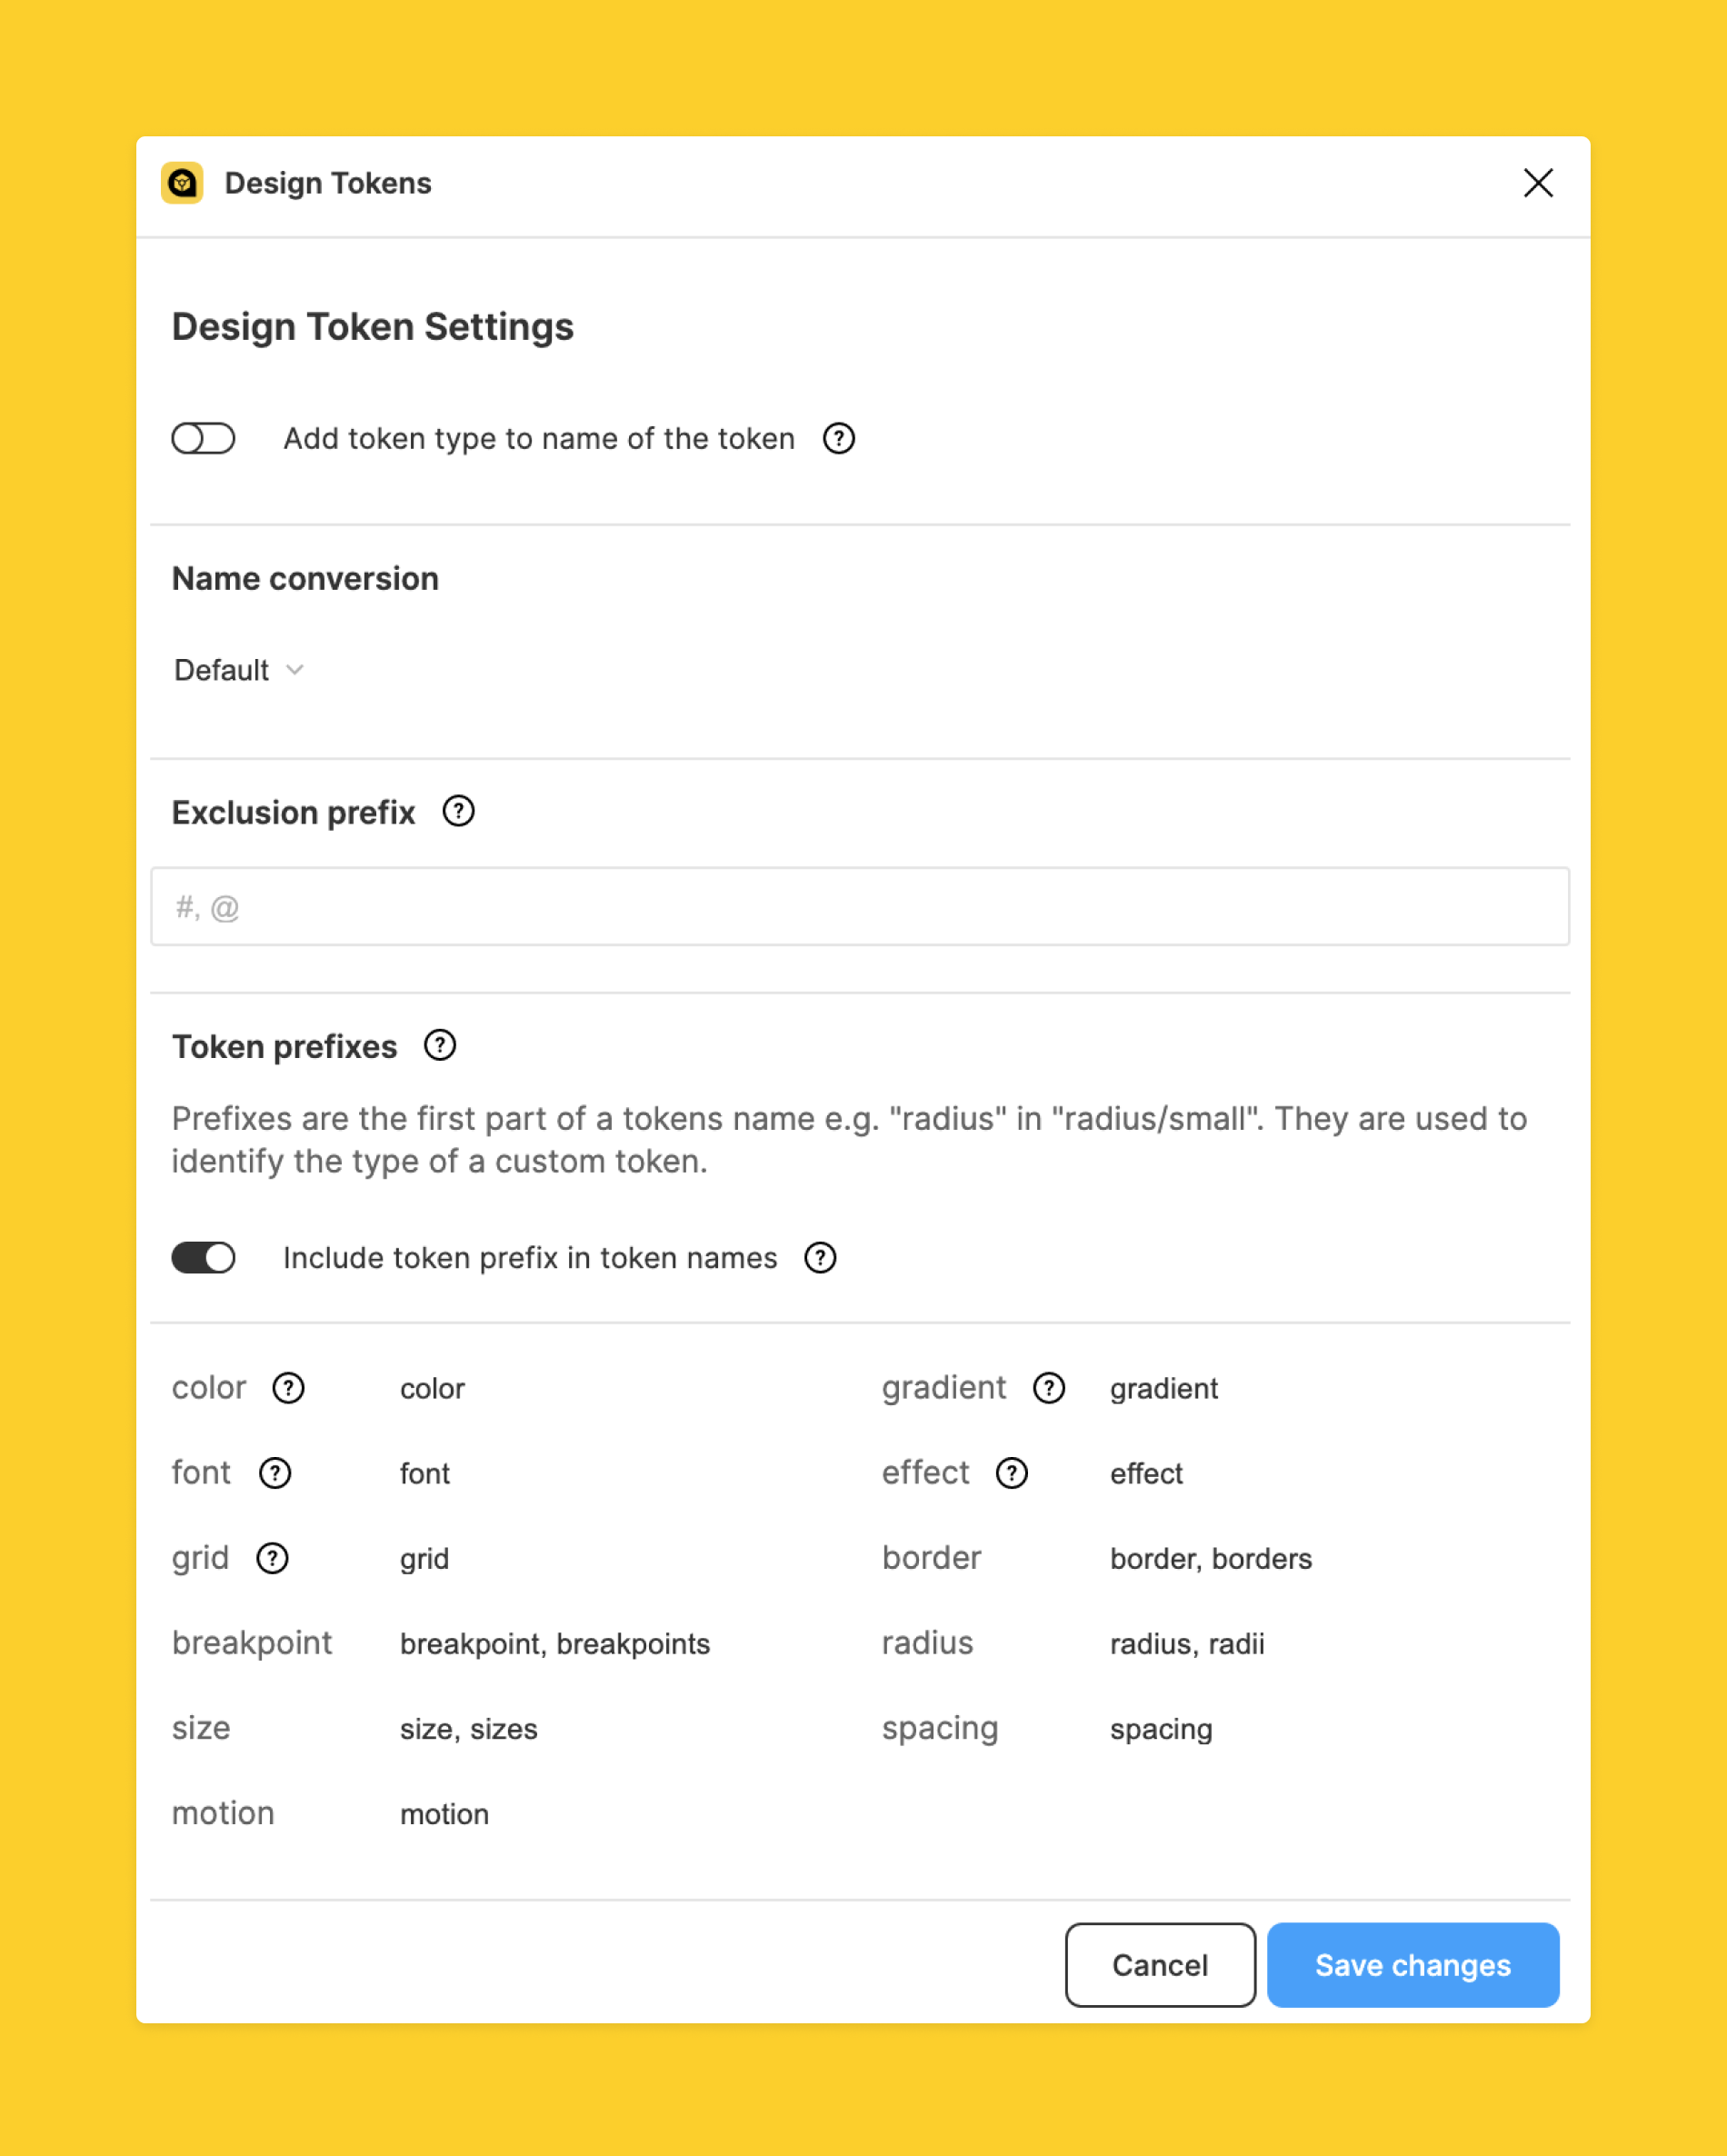 Design Tokens
Design Token Settings
Add token type to name of the token ?
Name conversion
Default
Exclusion prefix ?
#, @
Token prefixes ?
Prefixes are the first part of a tokens name e.g. "radius" in "radius/small". They are used to
identify the type of a custom token.
Include token prefix in token names ?
color ? color gradient ? gradient
font ? font effect ? effect
grid ? grid border border, borders
breakpoint breakpoint, breakpoints radius radius, radii
size size, sizes spacing spacing
motion motion
Cancel Save changes